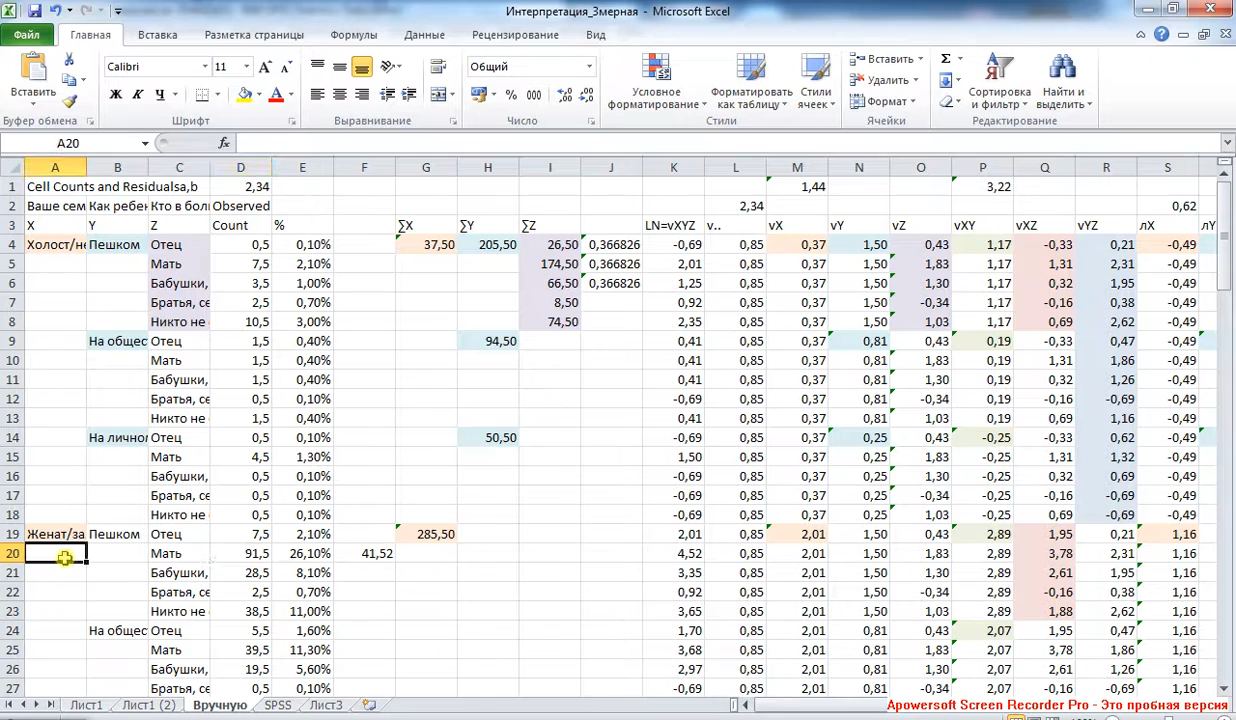 Интерпретация_3мерная - Microsoft Excel
Файл Главная Вставка Разметка страницы Формулы Данные Рецензирование Вид
Вставить
Calibri 11
Ж К Ч
Общий
% 000
Условное форматирование
Форматировать как таблицу
Стили ячеек
Вставить
Удалить
Формат
Σ
Сортировка и фильтр
Найти и выделить
Буфер обмена Шрифт Выравнивание Число Стили Ячейки Редактирование
A20 fx
A B C D E F G H I J K L M N O P Q R S
1 Cell Counts and Residualsa,b 2,34 1,44 3,22
2 Ваше сем Как ребен Кто в бол Observed 2,34 0,62
3 X Y Z Count % ∑X ∑Y ∑Z LN=vXYZ v.. vX vY vZ vXY vXZ vYZ лX лY
4 Холост/не Пешком Отец 0,5 0,10% 37,50 205,50 26,50 0,366826 -0,69 0,85 0,37 1,50 0,43 1,17 -0,33 0,21 -0,49
5 Мать 7,5 2,10% 174,50 0,366826 2,01 0,85 0,37 1,50 1,83 1,17 1,31 2,31 -0,49
6 Бабушки, 3,5 1,00% 66,50 0,366826 1,25 0,85 0,37 1,50 1,30 1,17 0,32 1,95 -0,49
7 Братья, се 2,5 0,70% 8,50 0,92 0,85 0,37 1,50 -0,34 1,17 -0,16 0,38 -0,49
8 Никто не 10,5 3,00% 74,50 2,35 0,85 0,37 1,50 1,03 1,17 0,69 2,62 -0,49
9 На общес Отец 1,5 0,40% 94,50 0,41 0,85 0,37 0,81 0,43 0,19 -0,33 0,47 -0,49
10 Мать 1,5 0,40% 0,41 0,85 0,37 0,81 1,83 0,19 1,31 1,86 -0,49
11 Бабушки, 1,5 0,40% 0,41 0,85 0,37 0,81 1,30 0,19 0,32 1,26 -0,49
12 Братья, се 0,5 0,10% -0,69 0,85 0,37 0,81 -0,34 0,19 -0,16 -0,69 -0,49
13 Никто не 1,5 0,40% 0,41 0,85 0,37 0,81 1,03 0,19 0,69 1,16 -0,49
14 На личном Отец 0,5 0,10% 50,50 -0,69 0,85 0,37 0,25 0,43 -0,25 -0,33 0,62 -0,49
15 Мать 4,5 1,30% 1,50 0,85 0,37 0,25 1,83 -0,25 1,31 1,32 -0,49
16 Бабушки, 0,5 0,10% -0,69 0,85 0,37 0,25 1,30 -0,25 0,32 0,69 -0,49
17 Братья, се 0,5 0,10% -0,69 0,85 0,37 0,25 -0,34 -0,25 -0,16 -0,69 -0,49
18 Никто не 0,5 0,10% -0,69 0,85 0,37 0,25 1,03 -0,25 0,69 -0,69 -0,49
19 Женат/за Пешком Отец 7,5 2,10% 285,50 2,01 0,85 2,01 1,50 0,43 2,89 1,95 0,21 1,16
20 Мать 91,5 26,10% 41,52 4,52 0,85 2,01 1,50 1,83 2,89 3,78 2,31 1,16
21 Бабушки, 28,5 8,10% 3,35 0,85 2,01 1,50 1,30 2,89 2,61 1,95 1,16
22 Братья, се 2,5 0,70% 0,92 0,85 2,01 1,50 -0,34 2,89 -0,16 0,38 1,16
23 Никто не 38,5 11,00% 3,65 0,85 2,01 1,50 1,03 2,89 1,88 2,62 1,16
24 На общес Отец 5,5 1,60% 1,70 0,85 2,01 0,81 0,43 2,07 1,95 0,47 1,16
25 Мать 39,5 11,30% 3,68 0,85 2,01 0,81 1,83 2,07 3,78 1,86 1,16
26 Бабушки, 19,5 5,60% 2,97 0,85 2,01 0,81 1,30 2,07 2,61 1,26 1,16
27 Братья, се 0,5 0,10% -0,69 0,85 2,01 0,81 -0,34 2,07 -0,16 -0,69 1,16
Лист1 Лист1 (2) Вручную SPSS Лист3
Apowersoft Screen Recorder Pro - Это пробная версия